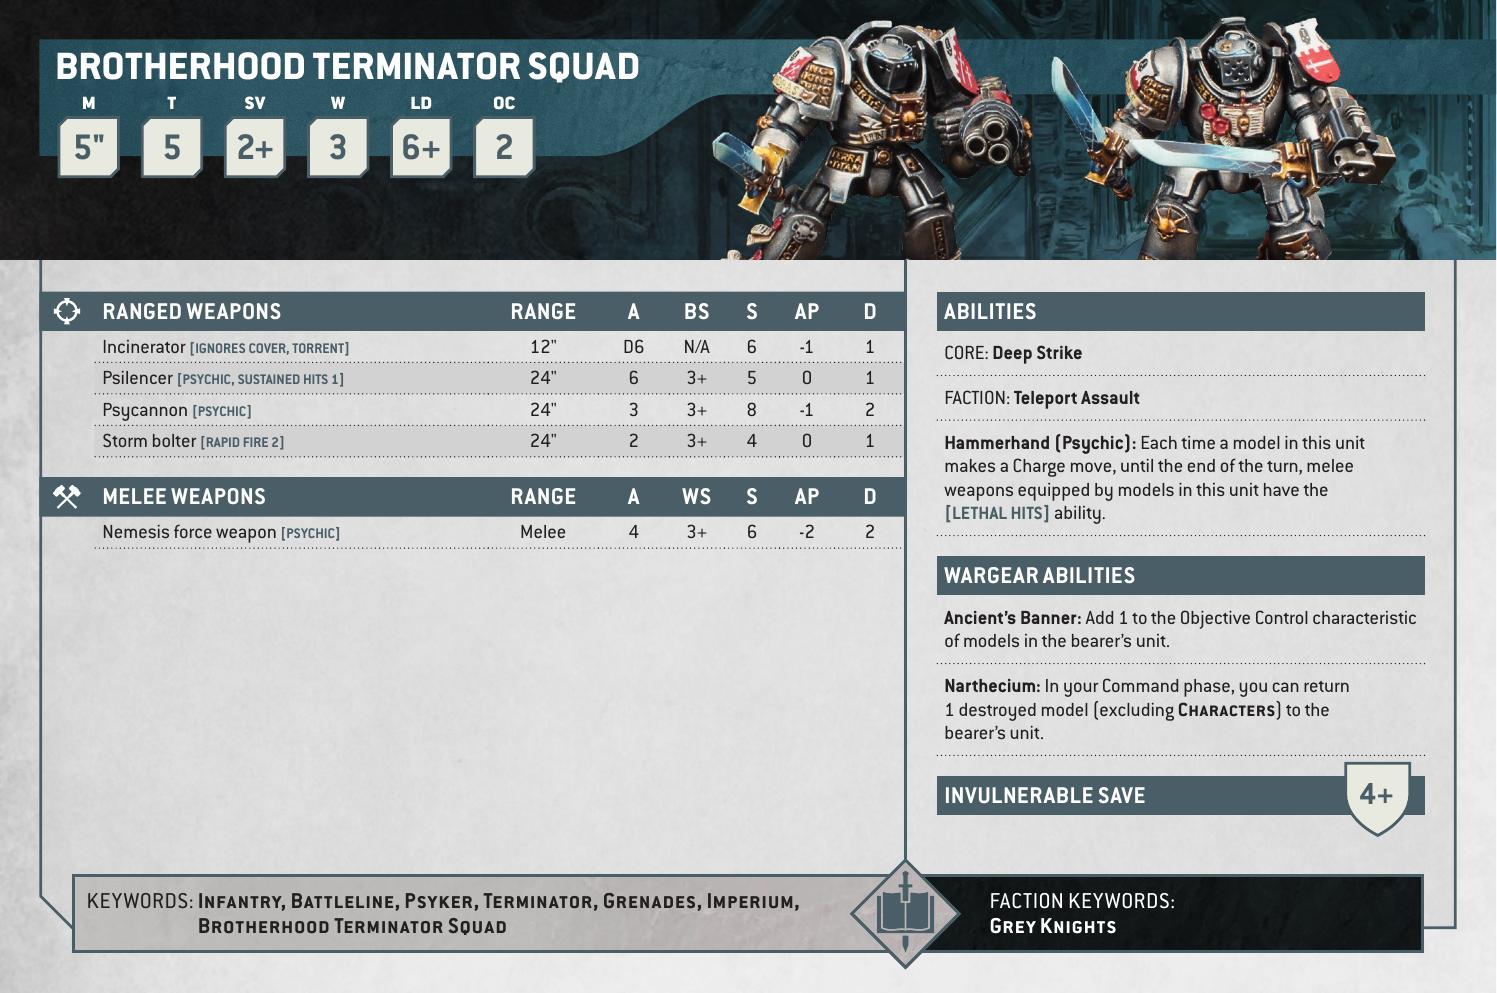 BROTHERHOOD TERMINATOR SQUAD
M T SV W LD OC
5" 5 2+ 3 6+ 2
RANGED WEAPONS RANGE A BS S AP D
Incinerator [IGNORES COVER, TORRENT] 12" D6 N/A 6 -1 1
Psilencer [PSYCHIC, SUSTAINED HITS 1] 24" 6 3+ 5 0 1
Psycannon [PSYCHIC] 24" 3 3+ 8 -1 2
Storm bolter [RAPID FIRE 2] 24" 2 3+ 4 0 1
MELEE WEAPONS RANGE A WS S AP D
Nemesis force weapon [PSYCHIC] Melee 4 3+ 6 -2 2
ABILITIES
CORE: Deep Strike
FACTION: Teleport Assault
Hammerhand (Psychic): Each time a model in this unit
makes a Charge move, until the end of the turn, melee
weapons equipped by models in this unit have the
[LETHAL HITS] ability.
WARGEAR ABILITIES
Ancient's Banner: Add 1 to the Objective Control characteristic
of models in the bearer's unit.
Narthecium: In your Command phase, you can return
1 destroyed model (excluding CHARACTERS) to the
bearer's unit.
INVULNERABLE SAVE 4+
KEYWORDS: INFANTRY, BATTLELINE, PSYKER, TERMINATOR, GRENADES, IMPERIUM,
BROTHERHOOD TERMINATOR SQUAD
FACTION KEYWORDS:
GREY KNIGHTS